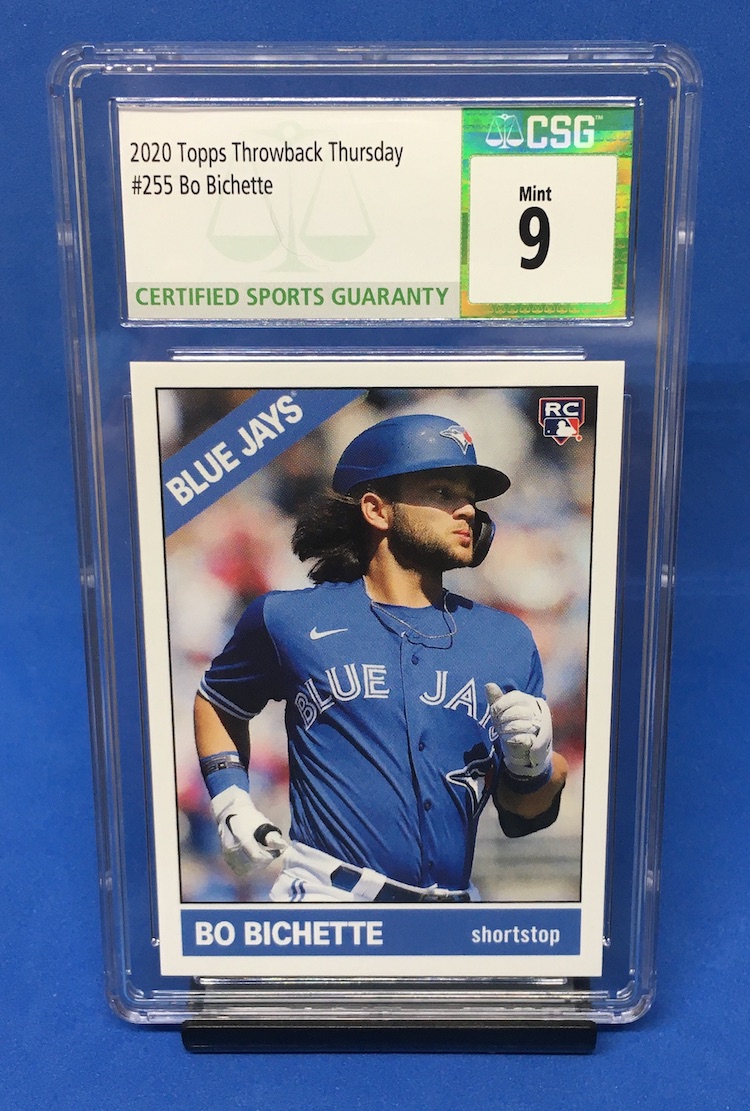 2020 Topps Throwback Thursday
#255 Bo Bichette
CERTIFIED SPORTS GUARANTY
CSG™
Mint
9
BLUE JAYS
RC
BLUE JAYS
BO BICHETTE
shortstop